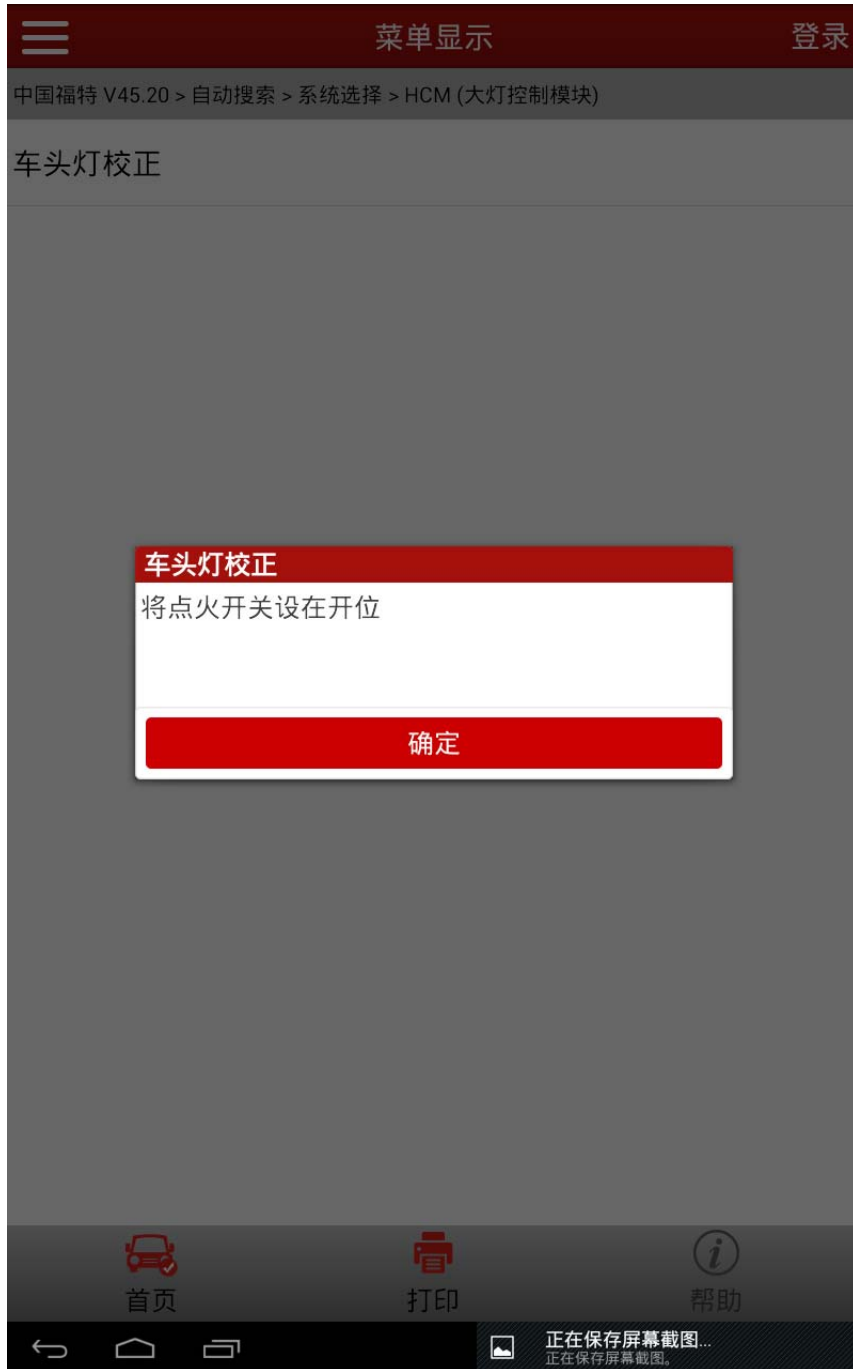 菜单显示
登录
中国福特 V45.20 > 自动搜索 > 系统选择 > HCM (大灯控制模块)
车头灯校正
车头灯校正
将点火开关设在开位
确定
首页
打印
帮助
正在保存屏幕截图...
正在保存屏幕截图。